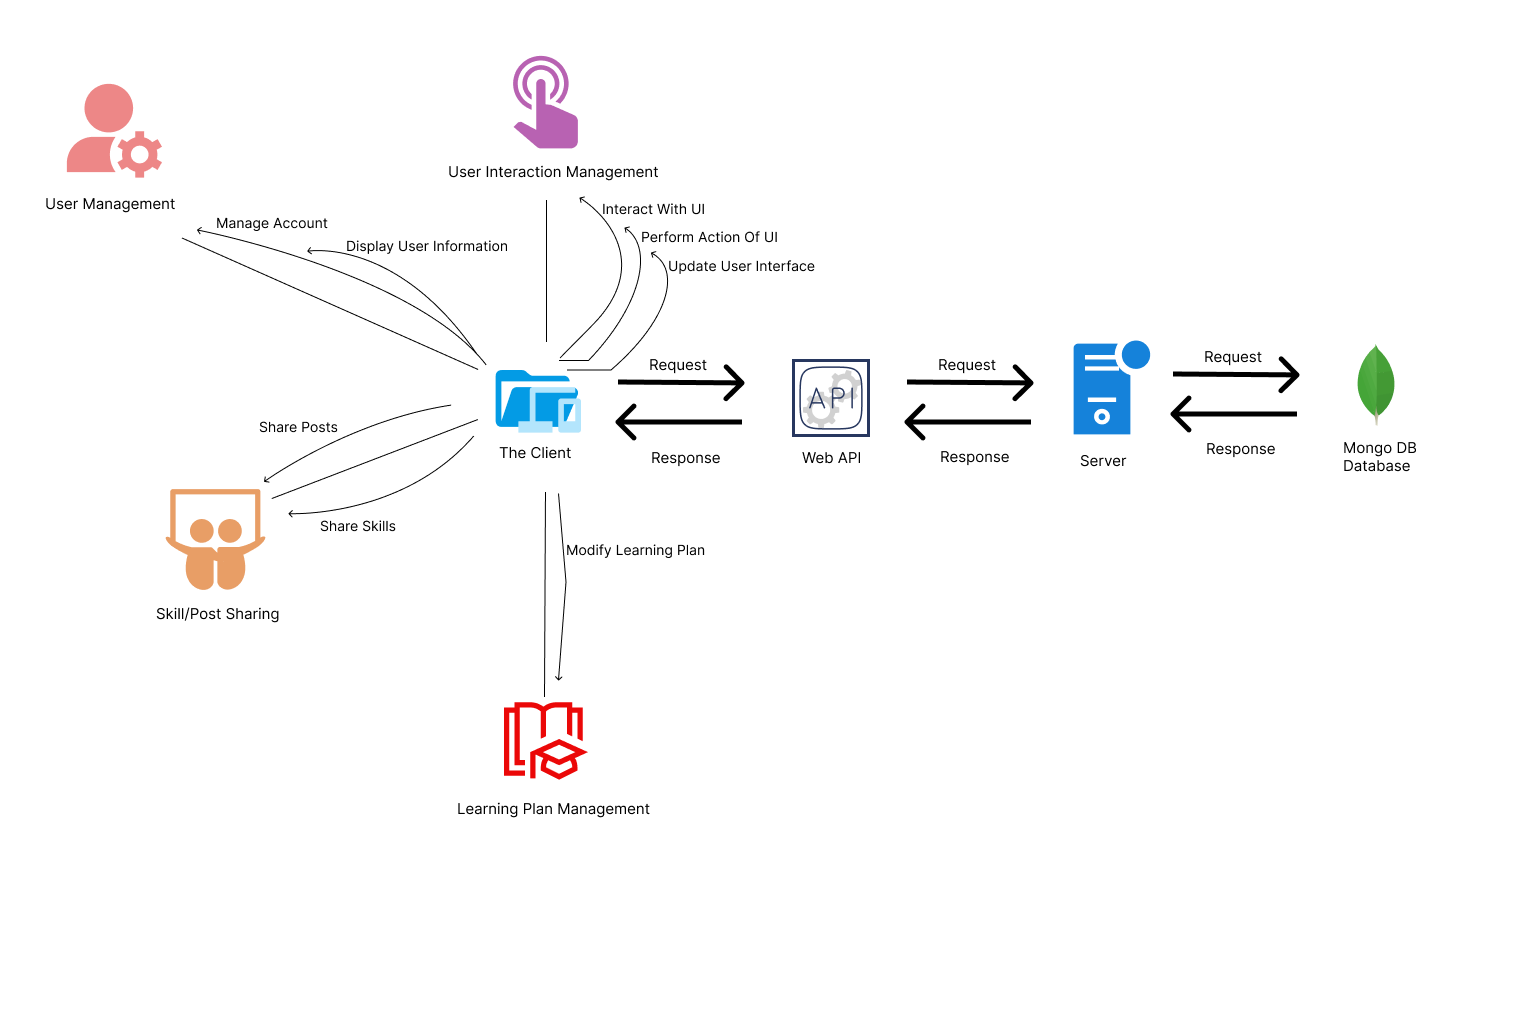 User Interaction Management
User Management
Manage Account
Display User Information
Interact With UI
Perform Action Of UI
Update User Interface
Request
Request
Request
API
The Client
Response
Web API
Response
Server
Response
Mongo DB
Database
Share Posts
Share Skills
Modify Learning Plan
Skill/Post Sharing
Learning Plan Management